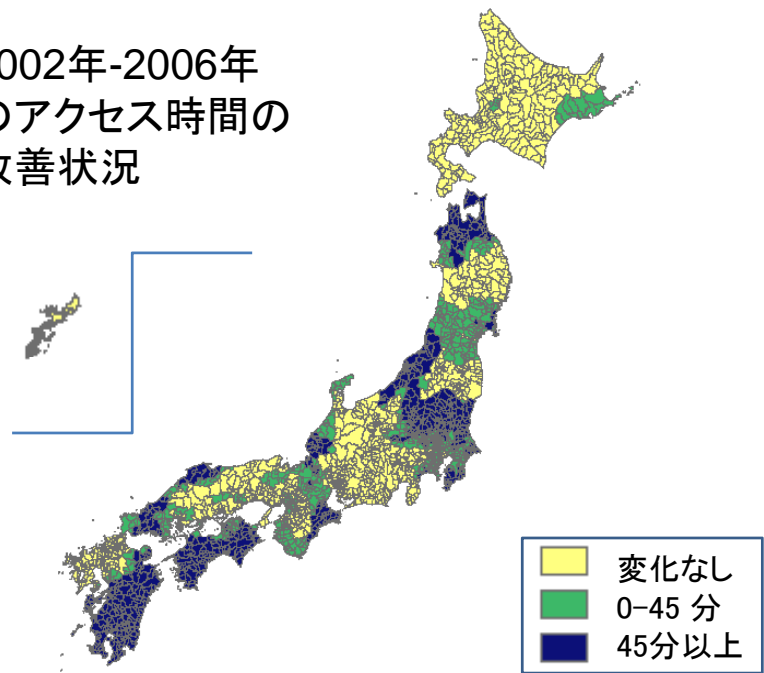 002年-2006年
のアクセス時間の
改善状況
変化なし
0-45 分
45分以上